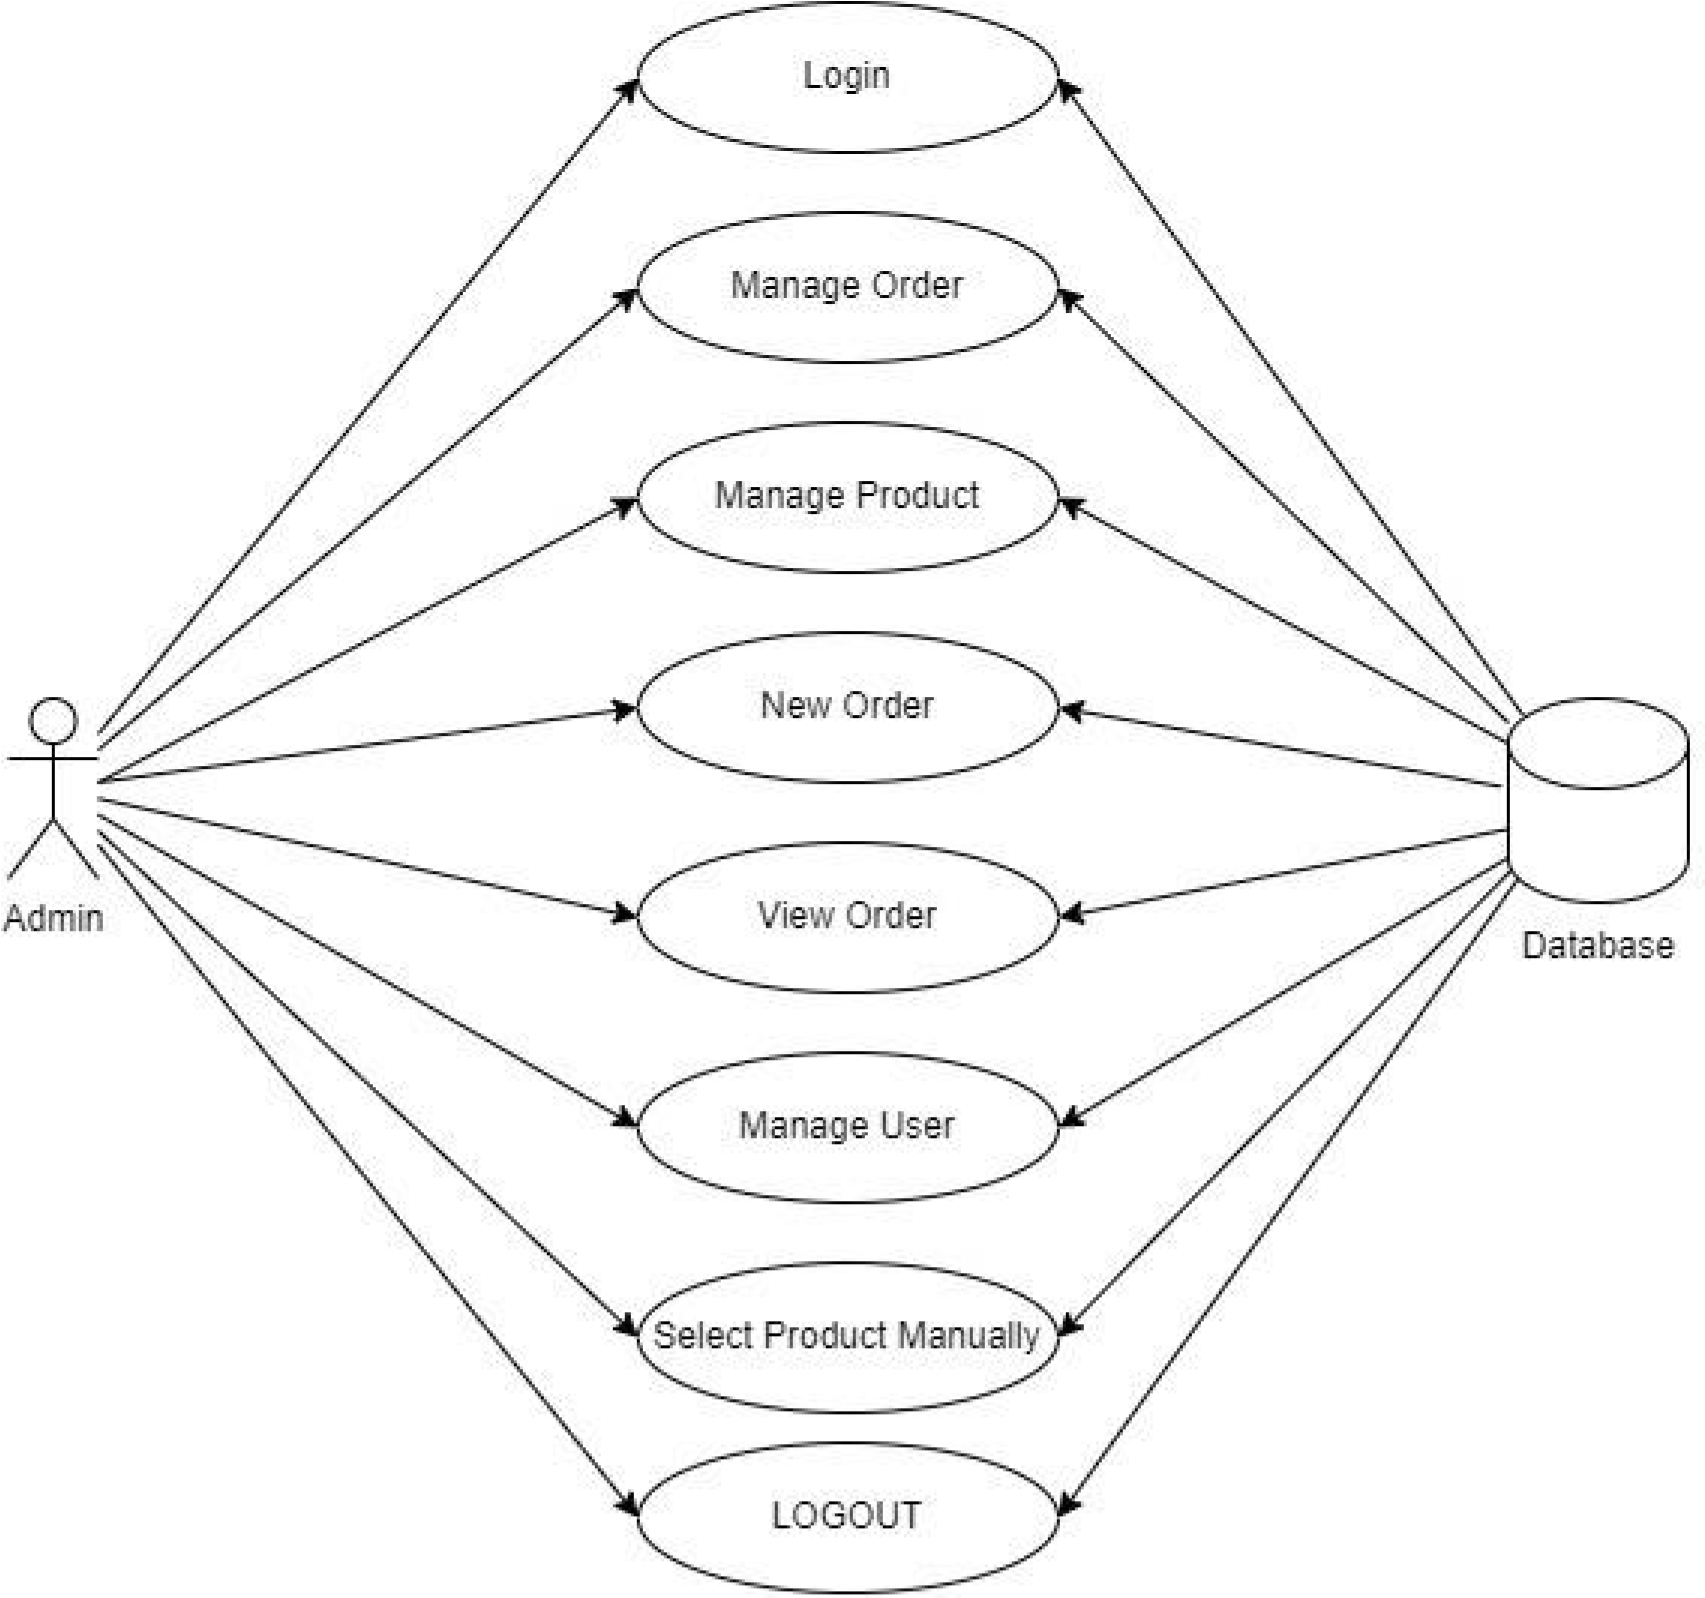 Login
Manage Order
Manage Product
New Order
View Order
Admin
Database
Manage User
Select Product Manually
LOGOUT